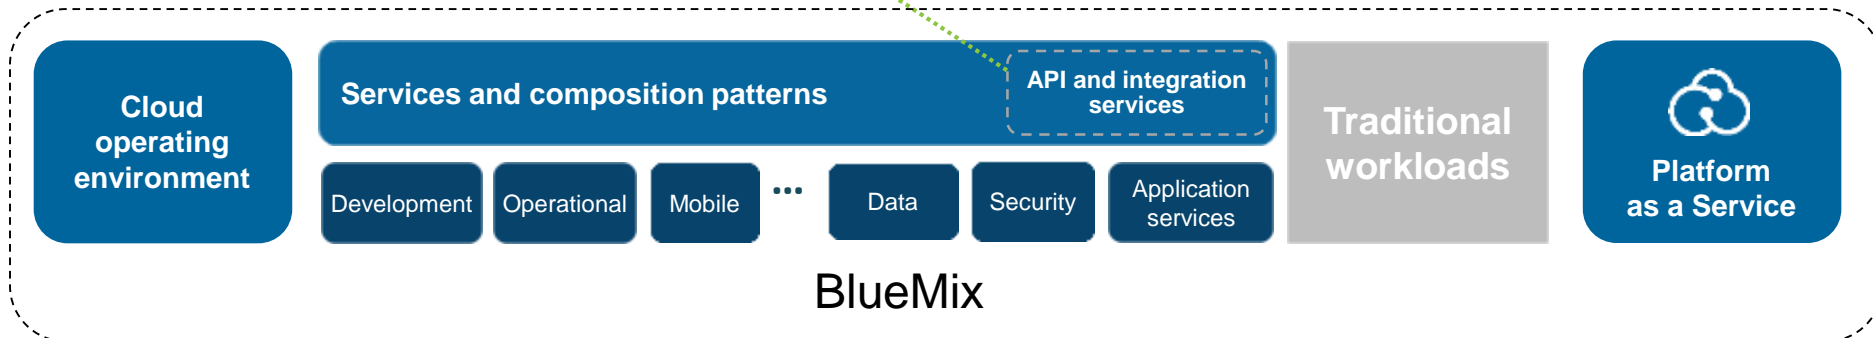 Cloud
operating
environment
Services and composition patterns
API and integration
services
Development
Operational
Mobile
...
Data
Security
Application
services
Traditional
workloads
Platform
as a Service
BlueMix